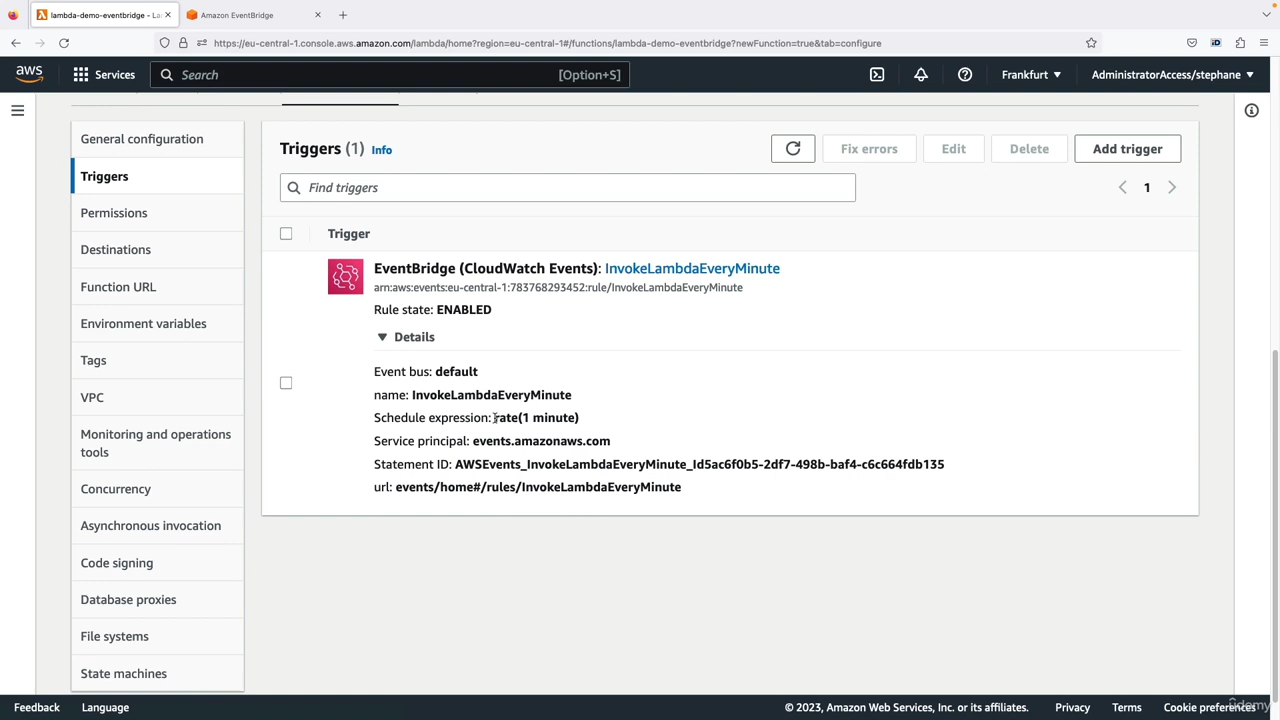 lambda-demo-eventbridge - La
Amazon EventBridge
https://eu-central-1.console.aws.amazon.com/lambda/home?region=eu-central-1#/functions/lambda-demo-eventbridge?newFunction=true&tab=configure
aws
Services
Search
[Option+S]
Frankfurt
AdministratorAccess/stephane
General configuration
Triggers
Permissions
Destinations
Function URL
Environment variables
Tags
VPC
Monitoring and operations
tools
Concurrency
Asynchronous invocation
Code signing
Database proxies
File systems
State machines
Triggers (1) Info
Fix errors
Edit
Delete
Add trigger
Find triggers
1
Trigger
EventBridge (CloudWatch Events): InvokeLambdaEveryMinute
arn:aws:events:eu-central-1:783768293452:rule/InvokeLambdaEveryMinute
Rule state: ENABLED
Details
Event bus: default
name: InvokeLambdaEveryMinute
Schedule expression: rate(1 minute)
Service principal: events.amazonaws.com
Statement ID: AWSEvents_InvokeLambdaEveryMinute_Id5ac6f0b5-2df7-498b-baf4-c6c664fdb135
url: events/home#/rules/InvokeLambdaEveryMinute
Feedback
Language
© 2023, Amazon Web Services, Inc. or its affiliates.
Privacy
Terms
Cookie preferences
ûdemy